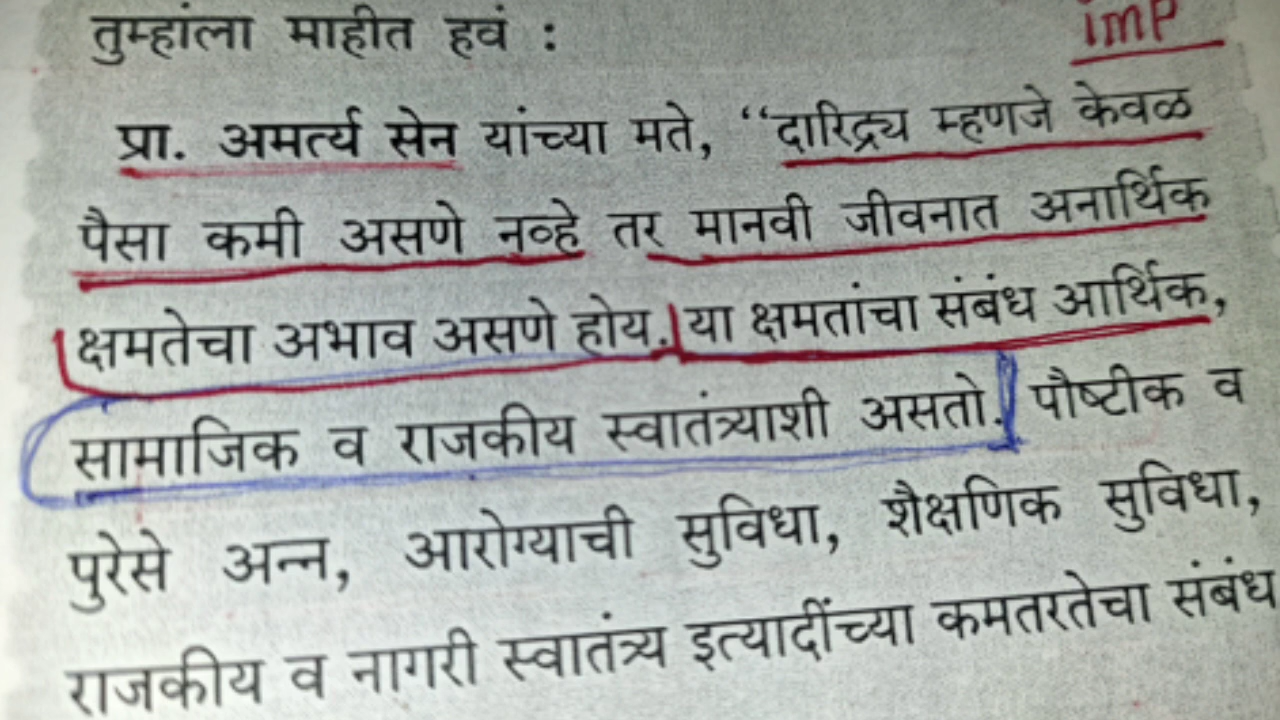 तुम्हांला माहीत हवं :
imp
प्रा. अमर्त्य सेन यांच्या मते, “दारिद्र्य म्हणजे केवळ
पैसा कमी असणे नव्हे तर मानवी जीवनात अनार्थिक
क्षमतेचा अभाव असणे होय. या क्षमतांचा संबंध आर्थिक,
सामाजिक व राजकीय स्वातंत्र्याशी असतो. पौष्टीक व
पुरेसे अन्न, आरोग्याची सुविधा, शैक्षणिक सुविधा,
राजकीय व नागरी स्वातंत्र्य इत्यादींच्या कमतरतेचा संबंध